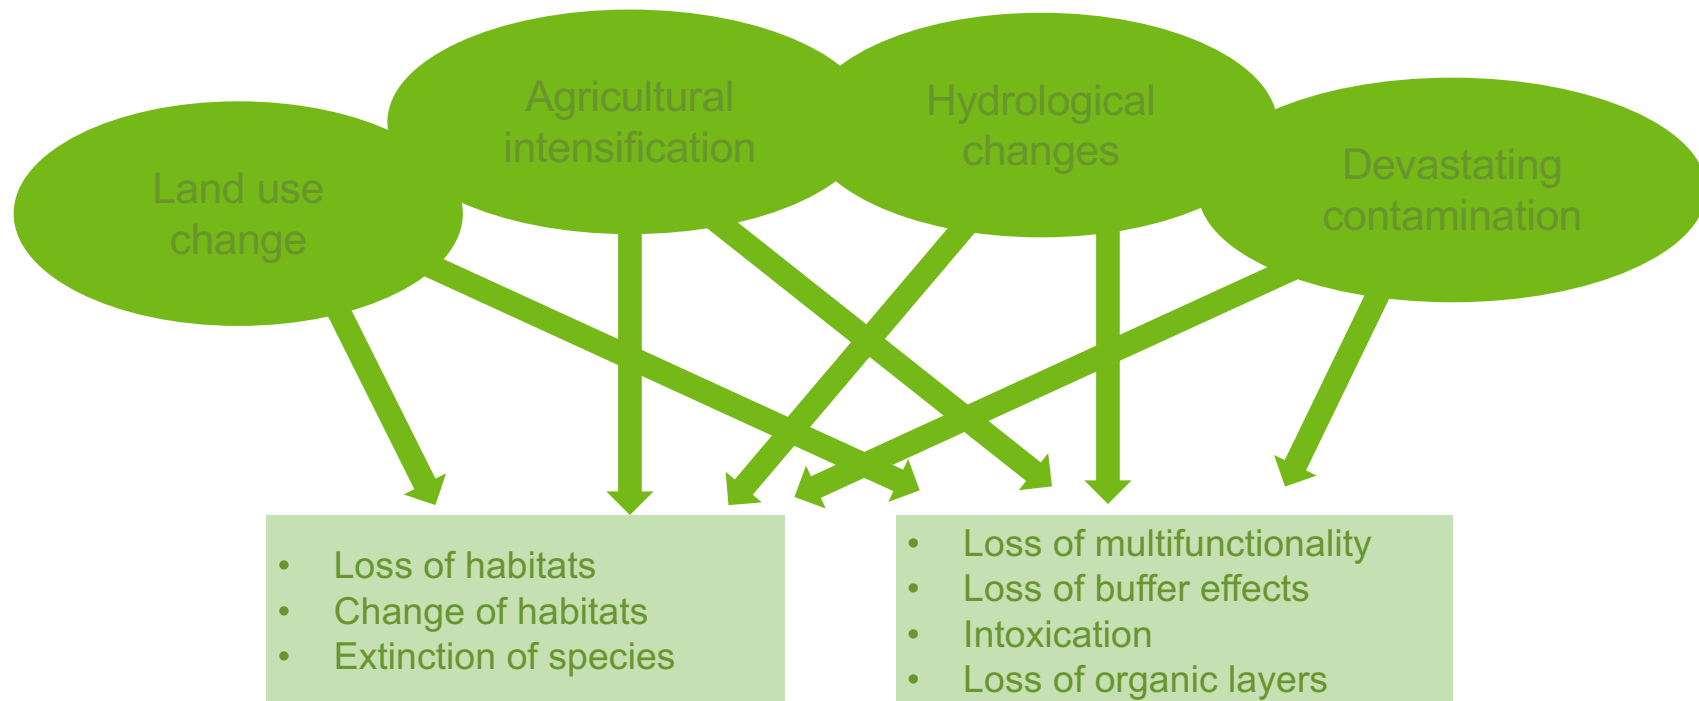 Agricultural
intensification
Hydrological
changes
Land use
change
Devastating
contamination
• Loss of habitats
• Change of habitats
• Extinction of species
• Loss of multifunctionality
• Loss of buffer effects
• Intoxication
• Loss of organic layers